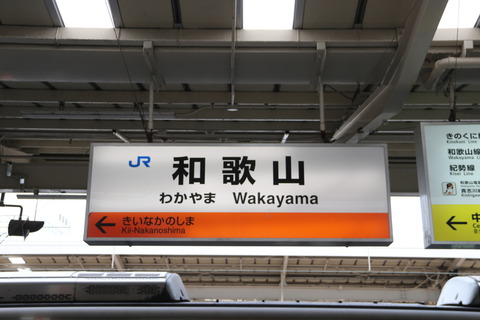 JR 和歌山
わかやま Wakayama
← きいなかのしま
Kii-Nakanoshima
きのくに
Kinokuni Line
和歌山線
Wakayama Line
紀勢線
Kisei Line
← 中